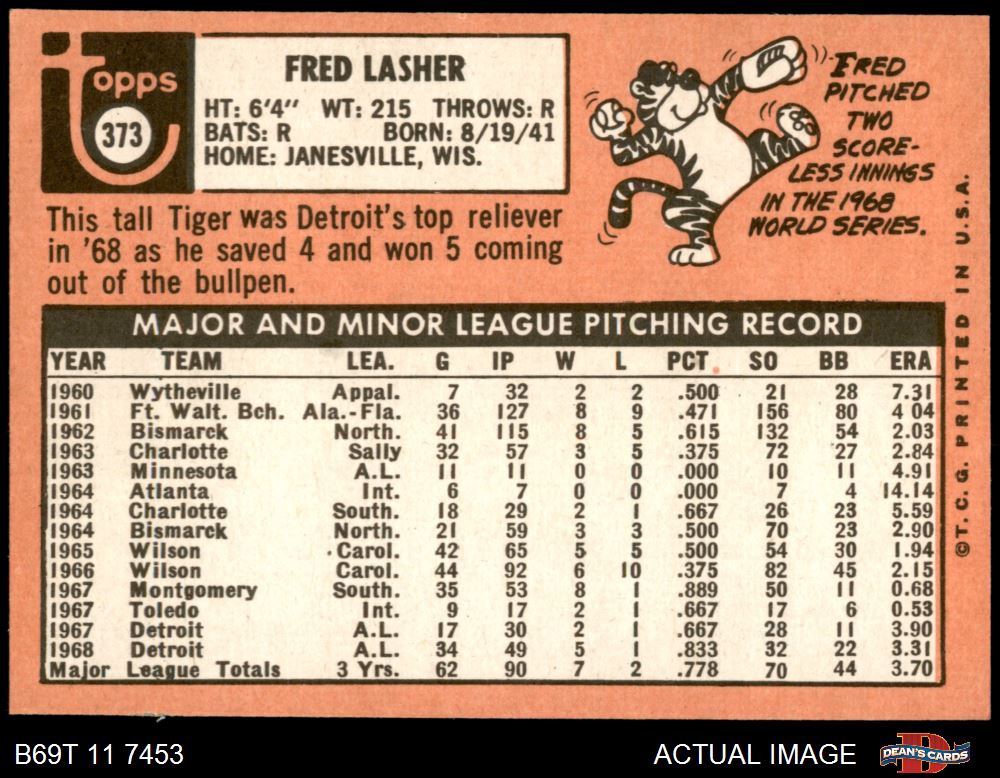 Topps
373
FRED LASHER
HT: 6'4" WT: 215 THROWS: R
BATS: R BORN: 8/19/41
HOME: JANESVILLE, WIS.
FRED
PITCHED
TWO
SCORE-
LESS INNINGS
IN THE 1968
WORLD SERIES.
This tall Tiger was Detroit's top reliever
in '68 as he saved 4 and won 5 coming
out of the bullpen.
MAJOR AND MINOR LEAGUE PITCHING RECORD
YEAR TEAM LEA. G IP W L PCT SO BB ERA
1960 Wytheville Appal. 7 32 2 2 .500 21 28 7.31
1961 Ft. Walt. Bch. Ala.-Fla. 36 127 8 9 .471 156 80 4 04
1962 Bismarck North. 41 115 8 5 .615 132 54 2.03
1963 Charlotte Sally 32 57 3 5 .375 72 27 2.84
1963 Minnesota A.L. 11 11 0 0 .000 10 11 4.91
1964 Atlanta Int. 6 7 0 0 .000 7 4 14.14
1964 Charlotte South. 18 29 2 1 .667 26 23 5.59
1964 Bismarck North. 21 59 3 3 .500 70 23 2.90
1965 Wilson Carol. 42 65 5 5 .500 54 30 1.94
1966 Wilson Carol. 44 92 6 10 .375 82 45 2.15
1967 Montgomery South. 35 53 8 1 .889 50 11 0.68
1967 Toledo Int. 9 17 2 1 .667 17 6 0.53
1967 Detroit A.L. 17 30 2 1 .667 28 11 3.90
1968 Detroit A.L. 34 49 5 1 .833 32 22 3.31
Major League Totals 3 Yrs. 62 90 7 2 .778 70 44 3.70
©T. C. G. PRINTED IN U.S.A.
B69T 11 7453
ACTUAL IMAGE
DEAN'S CARDS